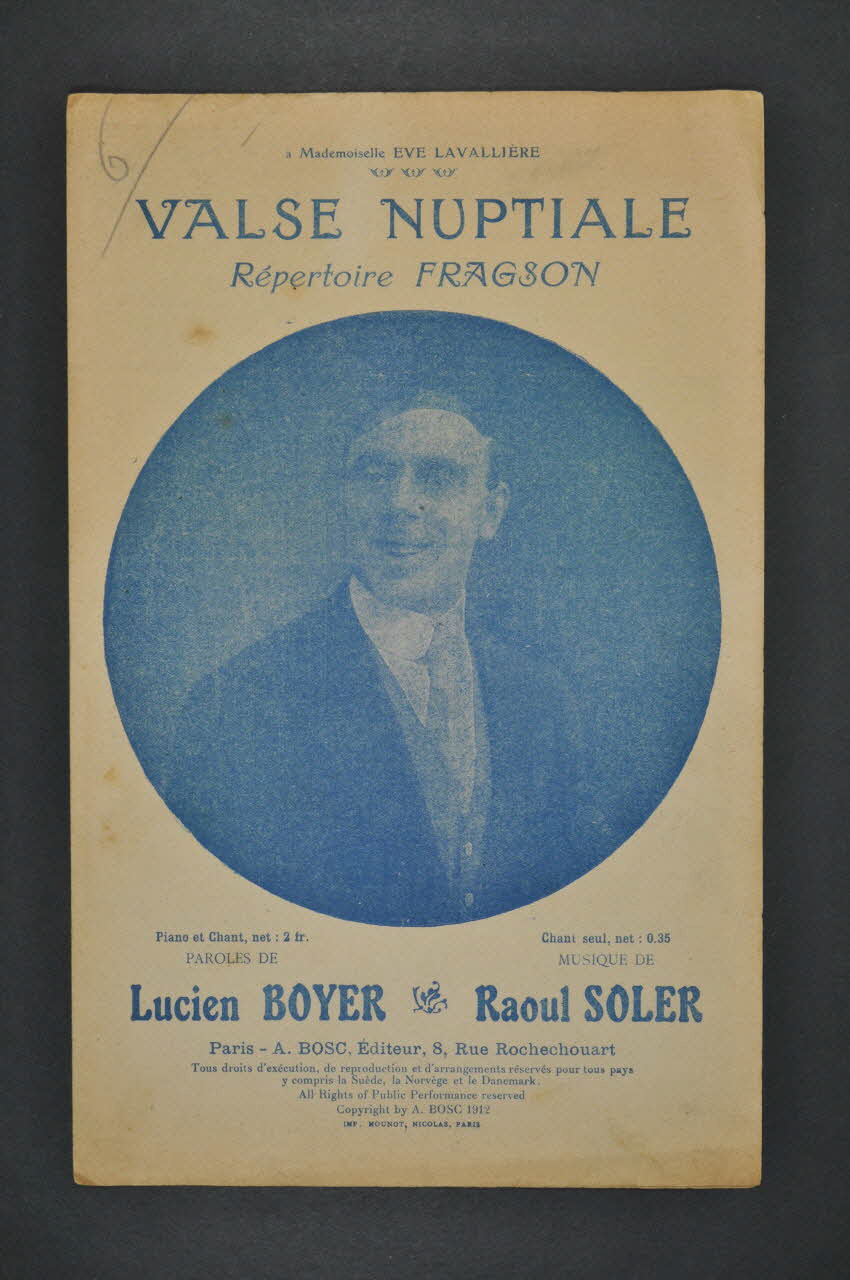 6/
a Mademoiselle EVE LAVALLIÈRE
VALSE NUPTIALE
Répertoire FRAGSON
Piano et Chant, net : 2 fr.
Chant seul, net : 0.35
PAROLES DE
MUSIQUE DE
Lucien BOYER
Raoul SOLER
Paris - A. BOSC, Éditeur, 8, Rue Rochechouart
Tous droits d'exécution, de reproduction et d'arrangements réservés pour tous pays
y compris la Suède, la Norvège et le Danemark.
All Rights of Public Performance reserved
Copyright by A. BOSC 1912
IMP. MOUNOT, NICOLAS, PARIS